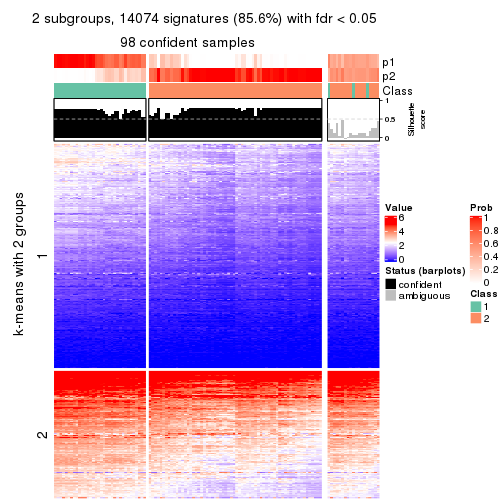 2 subgroups, 14074 signatures (85.6%) with fdr < 0.05
98 confident samples
p1
p2
Class
1
0.5
0
Silhouette
score
k-means with 2 groups
1
2
Value
6
4
2
0
Status (barplots)
confident
ambiguous
Prob
1
0.8
0.6
0.4
0.2
0
Class
1
2